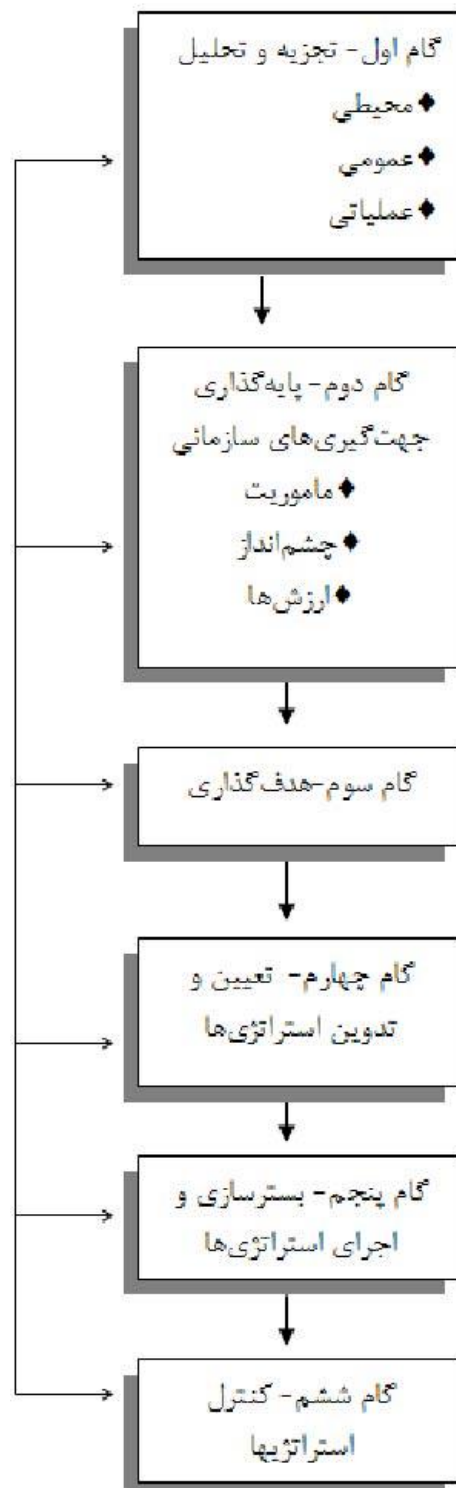 گام اول- تجزیه و تحلیل
♦محیطي
♦عمومي
♦عملیاتی
گام دوم- پایه‌گذاری
جهت‌گیری‌های سازمانی
♦ماموریت
♦چشم‌انداز
♦ارزش‌ها
گام سوم-هدف‌گذاری
گام چهارم- تعیین و
تدوین استراتژی‌ها
گام پنجم- بسترسازی و
اجرای استراتژی‌ها
گام ششم- کنترل
استراتژیها